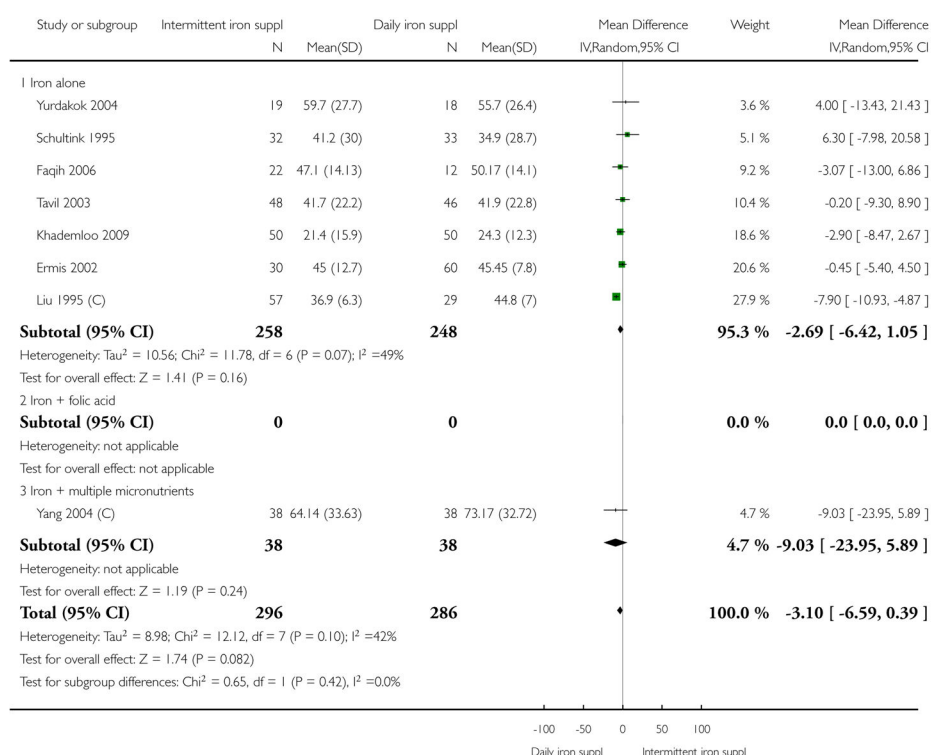 Study or subgroup Intermittent iron suppl Daily iron suppl Mean Difference Weight Mean Difference
N Mean(SD) N Mean(SD) IV,Random,95% CI IV,Random,95% CI
1 Iron alone
Yurdakok 2004 19 59.7 (27.7) 18 55.7 (26.4) 3.6 % 4.00 [ -13.43, 21.43 ]
Schultink 1995 32 41.2 (30) 33 34.9 (28.7) 5.1 % 6.30 [ -7.98, 20.58 ]
Faqih 2006 22 47.1 (14.13) 12 50.17 (14.1) 9.2 % -3.07 [ -13.00, 6.86 ]
Tavil 2003 48 41.7 (22.2) 46 41.9 (22.8) 10.4 % -0.20 [ -9.30, 8.90 ]
Khademloo 2009 50 21.4 (15.9) 50 24.3 (12.3) 18.6 % -2.90 [ -8.47, 2.67 ]
Ermis 2002 30 45 (12.7) 60 45.45 (7.8) 20.6 % -0.45 [ -5.40, 4.50 ]
Liu 1995 (C) 57 36.9 (6.3) 29 44.8 (7) 27.9 % -7.90 [ -10.93, -4.87 ]
Subtotal (95% CI) 258 248 95.3 % -2.69 [ -6.42, 1.05 ]
Heterogeneity: Tau² = 10.56; Chi² = 11.78, df = 6 (P = 0.07); I² =49%
Test for overall effect: Z = 1.41 (P = 0.16)
2 Iron + folic acid
Subtotal (95% CI) 0 0 0.0 % 0.0 [ 0.0, 0.0 ]
Heterogeneity: not applicable
Test for overall effect: not applicable
3 Iron + multiple micronutrients
Yang 2004 (C) 38 64.14 (33.63) 38 73.17 (32.72) 4.7 % -9.03 [ -23.95, 5.89 ]
Subtotal (95% CI) 38 38 4.7 % -9.03 [ -23.95, 5.89 ]
Heterogeneity: not applicable
Test for overall effect: Z = 1.19 (P = 0.24)
Total (95% CI) 296 286 100.0 % -3.10 [ -6.59, 0.39 ]
Heterogeneity: Tau² = 8.98; Chi² = 12.12, df = 7 (P = 0.10); I² =42%
Test for overall effect: Z = 1.74 (P = 0.082)
Test for subgroup differences: Chi² = 0.65, df = 1 (P = 0.42), I² =0.0%
-100 -50 0 50 100
Daily iron suppl Intermittent iron suppl